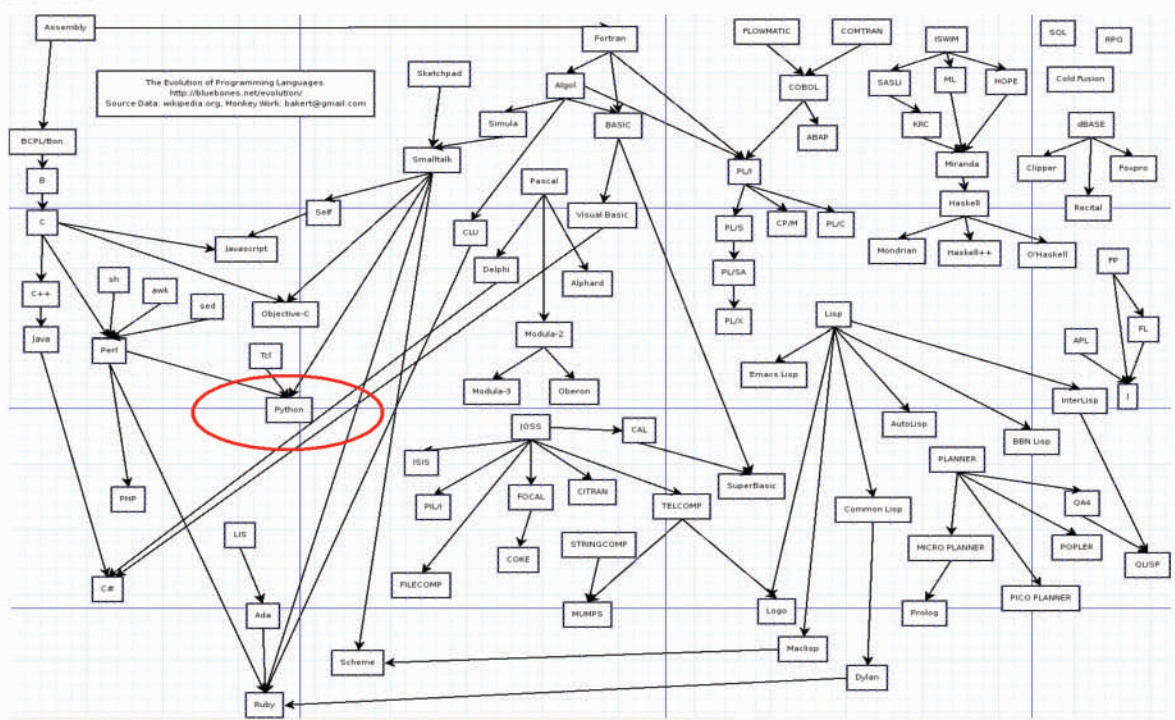 Assembly
Fortran
FLOWMATIC
COMTRAN
ISWIM
SQL
RPG
The Evolution of Programming Languages.
http://bluebones.net/evolution/
Source Data: wikipedia.org, Monkey Work: bakert@gmail.com
Sketchpad
Algol
COBOL
SASLI
ML
HOPE
Cold Fusion
Simula
BASIC
ABAP
KRC
dBASE
BCPL/Bon
Smalltalk
PL/I
Miranda
Clipper
Foxpro
B
Pascal
Self
Visual Basic
Haskell
Recital
C
CLU
PL/S
CP/M
PL/C
Javascript
Mondrian
Haskell++
O'Haskell
sh
Delphi
Alphard
PL/SA
FP
C++
awk
sed
Objective-C
PL/X
Lisp
Java
Perl
Modula-2
APL
FL
Tcl
Emacs Lisp
Modula-3
Oberon
InterLisp
J
Python
JOSS
CAL
AutoLisp
BBN Lisp
ISIS
PLANNER
PHP
PIL/I
FOCAL
CITRAN
SuperBasic
TELCOMP
Common Lisp
QA4
LIS
STRINGCOMP
MICRO PLANNER
POPLER
COKE
QLISP
C#
FILECOMP
PICO PLANNER
Ada
MUMPS
Logo
Prolog
Scheme
Maclisp
Dylan
Ruby